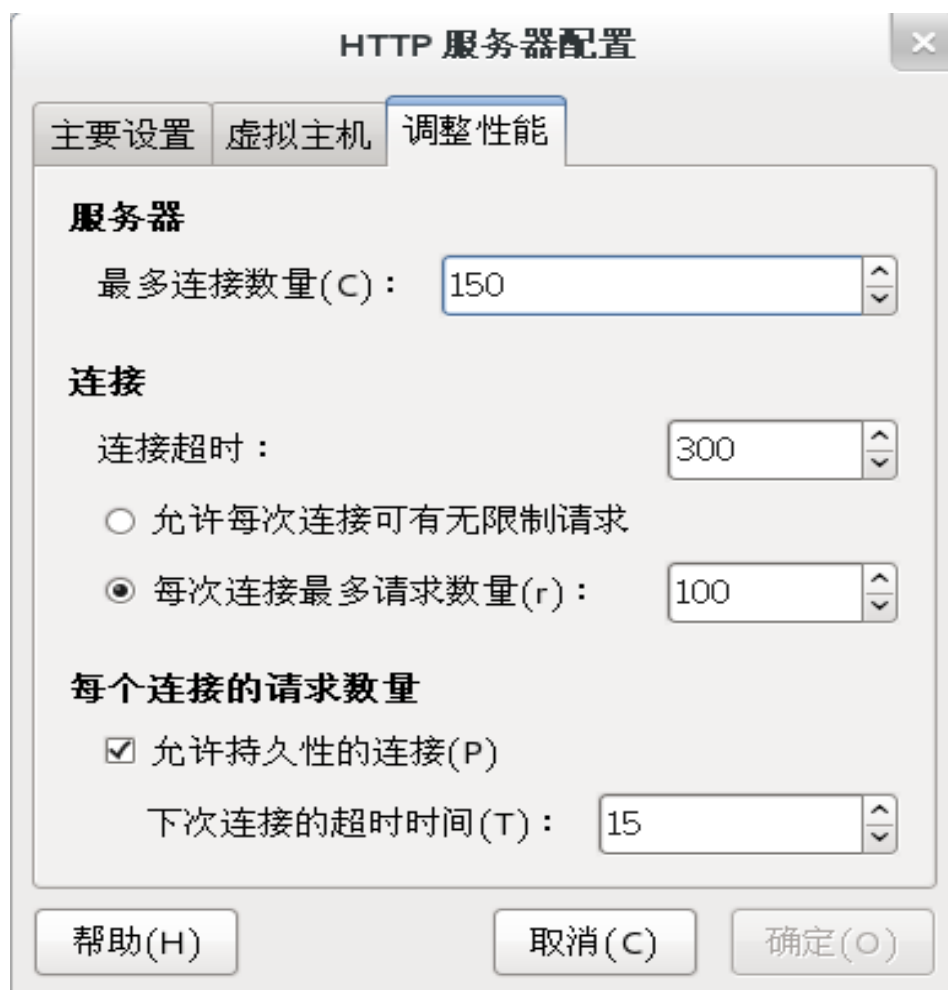 HTTP 服务器配置
主要设置 虚拟主机 调整性能
服务器
最多连接数量(C)： 150
连接
连接超时： 300
允许每次连接可有无限制请求
每次连接最多请求数量(r)： 100
每个连接的请求数量
允许持久性的连接(P)
下次连接的超时时间(T)： 15
帮助(H) 取消(C) 确定(O)